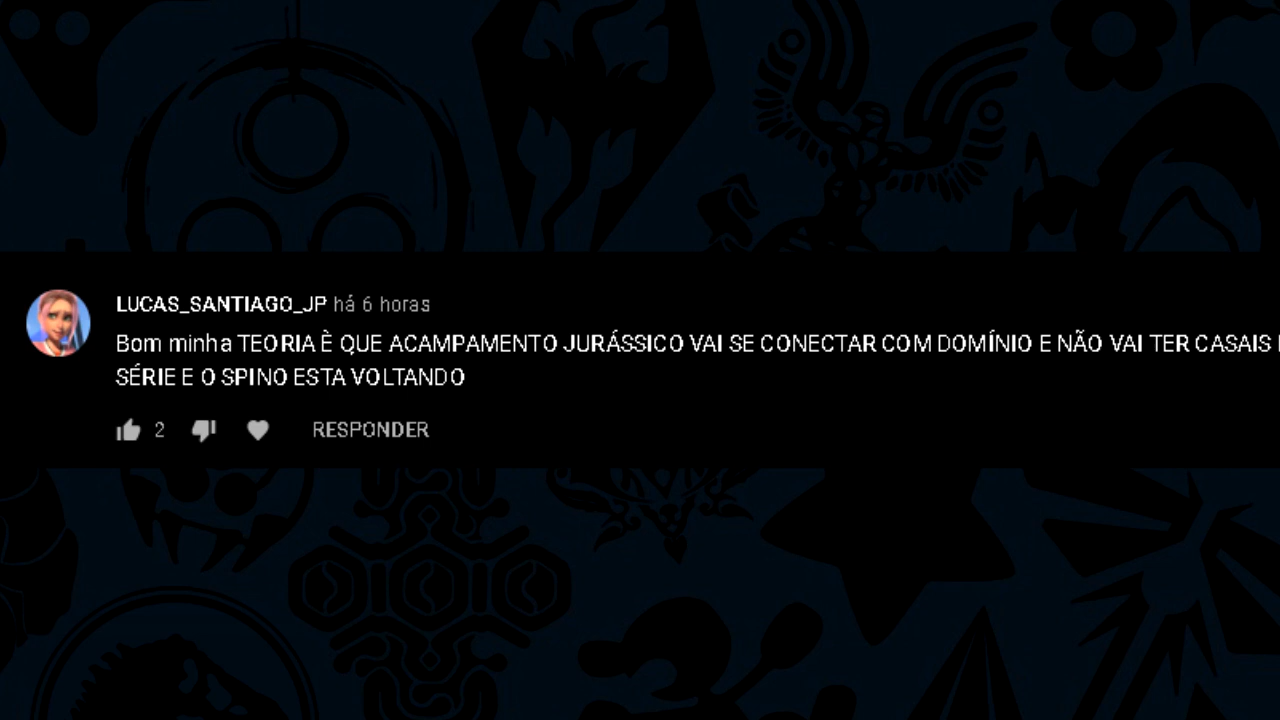 LUCAS_SANTIAGO_JP há 6 horas
Bom minha TEORIA È QUE ACAMPAMENTO JURÁSSICO VAI SE CONECTAR COM DOMÍNIO E NÃO VAI TER CASAIS
SÉRIE E O SPINO ESTA VOLTANDO
2 RESPONDER